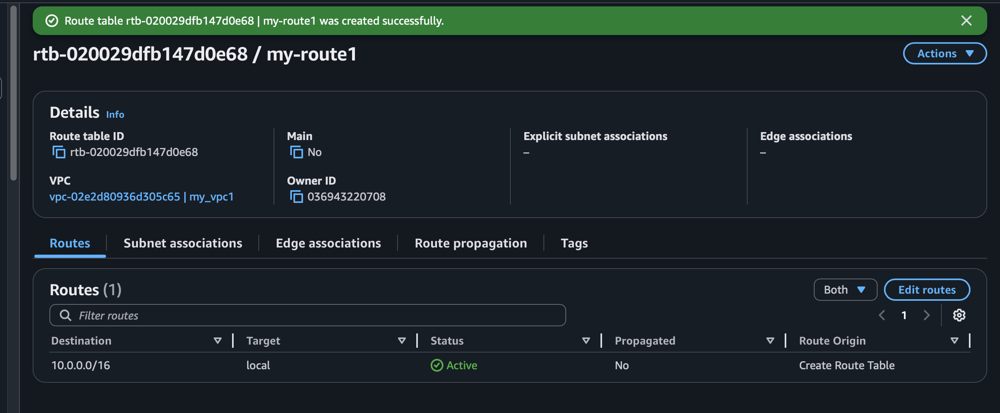 Route table rtb-020029dfb147d0e68 | my-route1 was created successfully.
rtb-020029dfb147d0e68 / my-route1
Actions
Details Info
Route table ID
rtb-020029dfb147d0e68
Main
No
Explicit subnet associations
–
Edge associations
–
VPC
vpc-02e2d80936d305c65 | my_vpc1
Owner ID
036943220708
Routes
Subnet associations
Edge associations
Route propagation
Tags
Routes (1)
Both
Edit routes
Filter routes
1
Destination Target Status Propagated Route Origin
10.0.0.0/16 local Active No Create Route Table